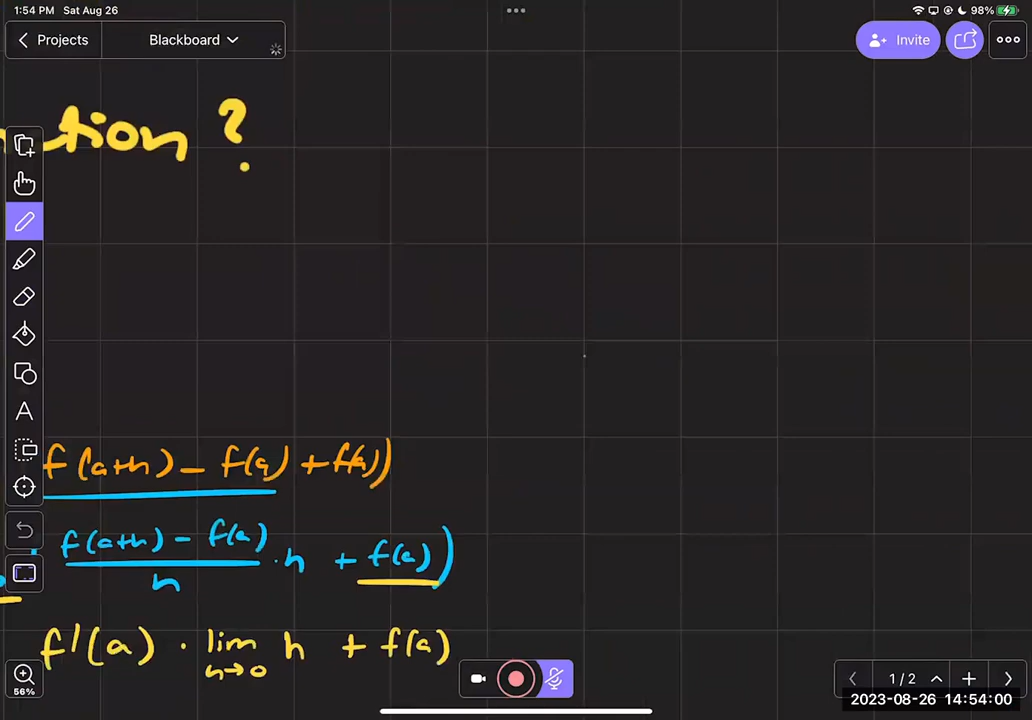 1:54 PM Sat Aug 26
98%
Projects
Blackboard
Invite
tion ?
f(a+h) - f(a) + f(a))
f(a+h) - f(a)
h
· h + f(a))
f'(a) · lim h + f(a)
h→0
A
56%
1 / 2
2023-08-26 14:54:00